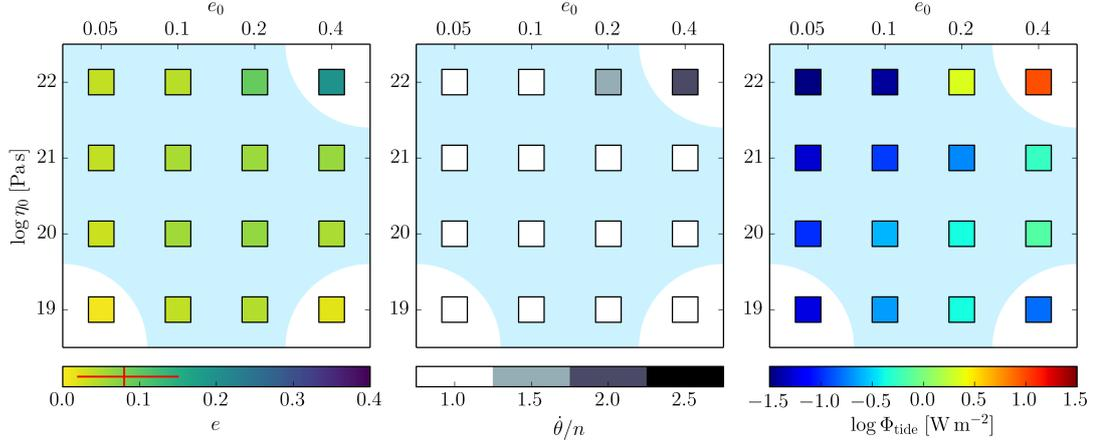 e₀ e₀ e₀
0.05 0.1 0.2 0.4 0.05 0.1 0.2 0.4 0.05 0.1 0.2 0.4
22 22 22
21 21 21
log η₀ [Pa s]
20 20 20
19 19 19
0.0 0.1 0.2 0.3 0.4 1.0 1.5 2.0 2.5 −1.5 −1.0 −0.5 0.0 0.5 1.0 1.5
e θ̇/n log Φ_tide [W m⁻²]